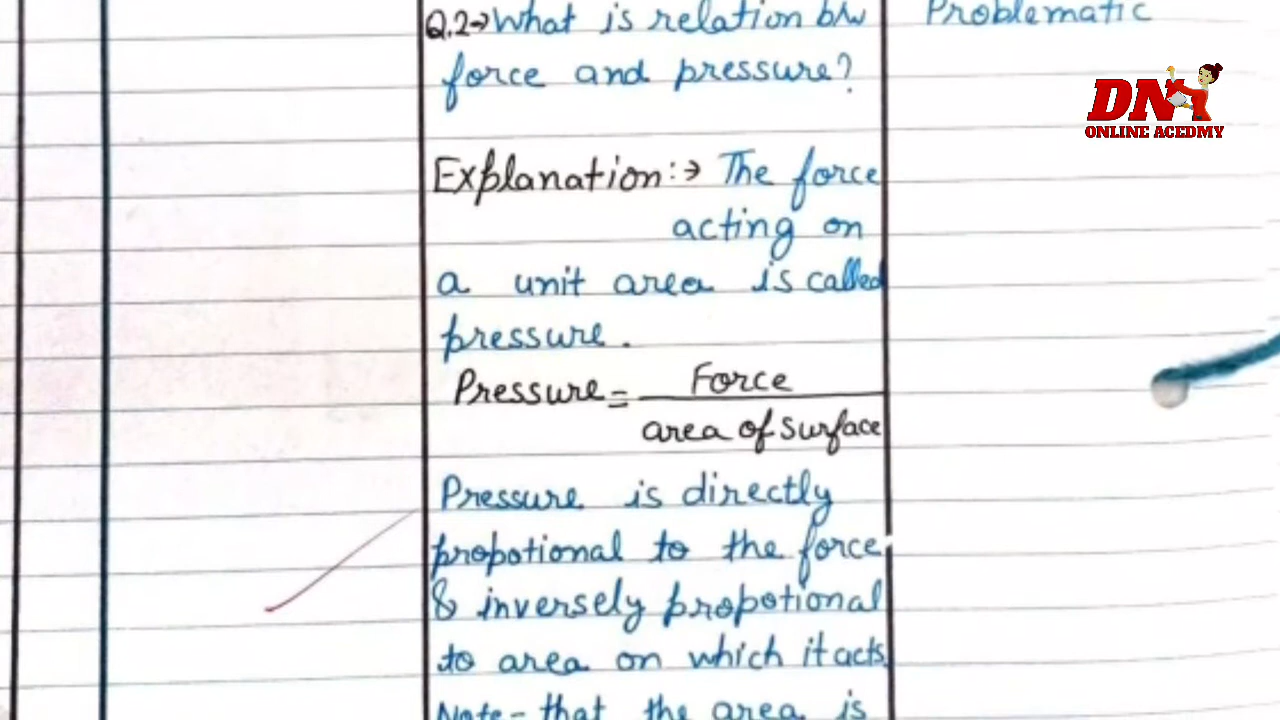 Q.2→ What is relation b/w
force and pressure?
Problematic
DN
ONLINE ACEDMY
Explanation:→ The force
acting on
a unit area is called
pressure.
Pressure = Force
area of surface
Pressure is directly
propotional to the force
& inversely propotional
to area on which it acts.
Note- that the area is